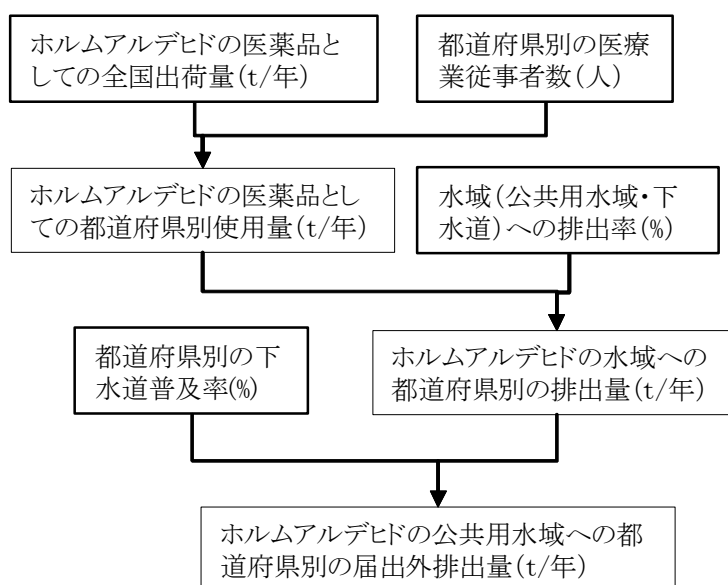 ホルムアルデヒドの医薬品と
しての全国出荷量(t/年)
都道府県別の医療
業従事者数(人)
ホルムアルデヒドの医薬品とし
ての都道府県別使用量(t/年)
水域(公共用水域・下
水道)への排出率(%)
都道府県別の下
水道普及率(%)
ホルムアルデヒドの水域への
都道府県別の排出量(t/年)
ホルムアルデヒドの公共用水域への都
道府県別の届出外排出量(t/年)